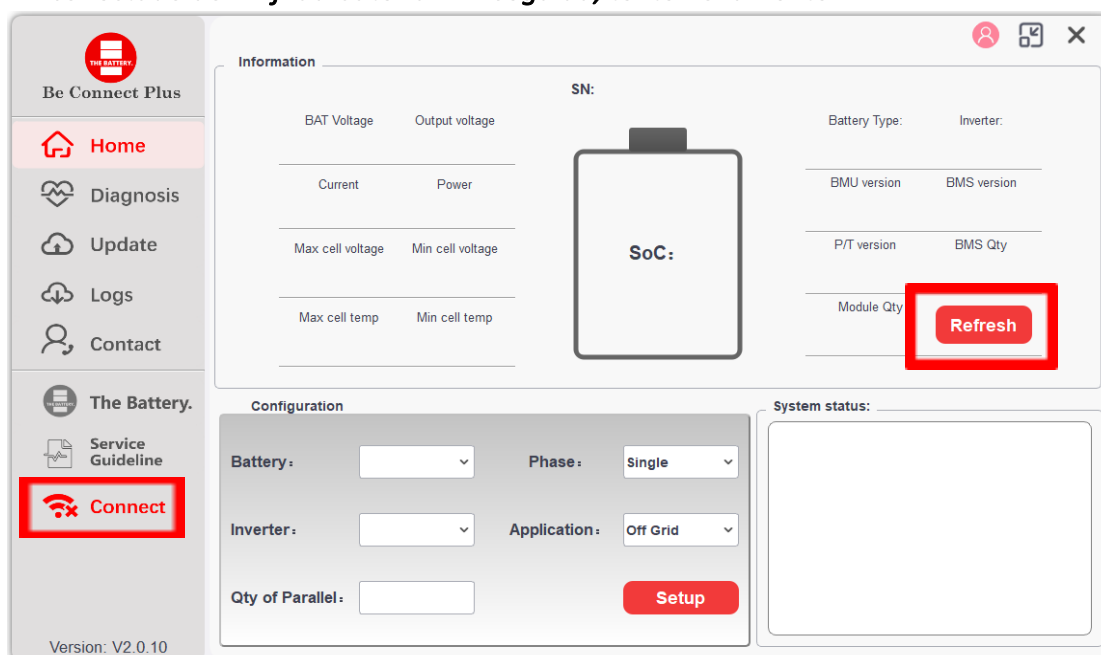 THE BATTERY.
Be Connect Plus
Home
Diagnosis
Update
Logs
Contact
The Battery.
Service
Guideline
Connect
Version: V2.0.10
Information
SN:
BAT Voltage Output voltage
Current Power
Max cell voltage Min cell voltage
Max cell temp Min cell temp
SoC：
Battery Type: Inverter:
BMU version BMS version
P/T version BMS Qty
Module Qty
Refresh
Configuration
Battery： Phase： Single
Inverter： Application： Off Grid
Qty of Parallel：
Setup
System status: